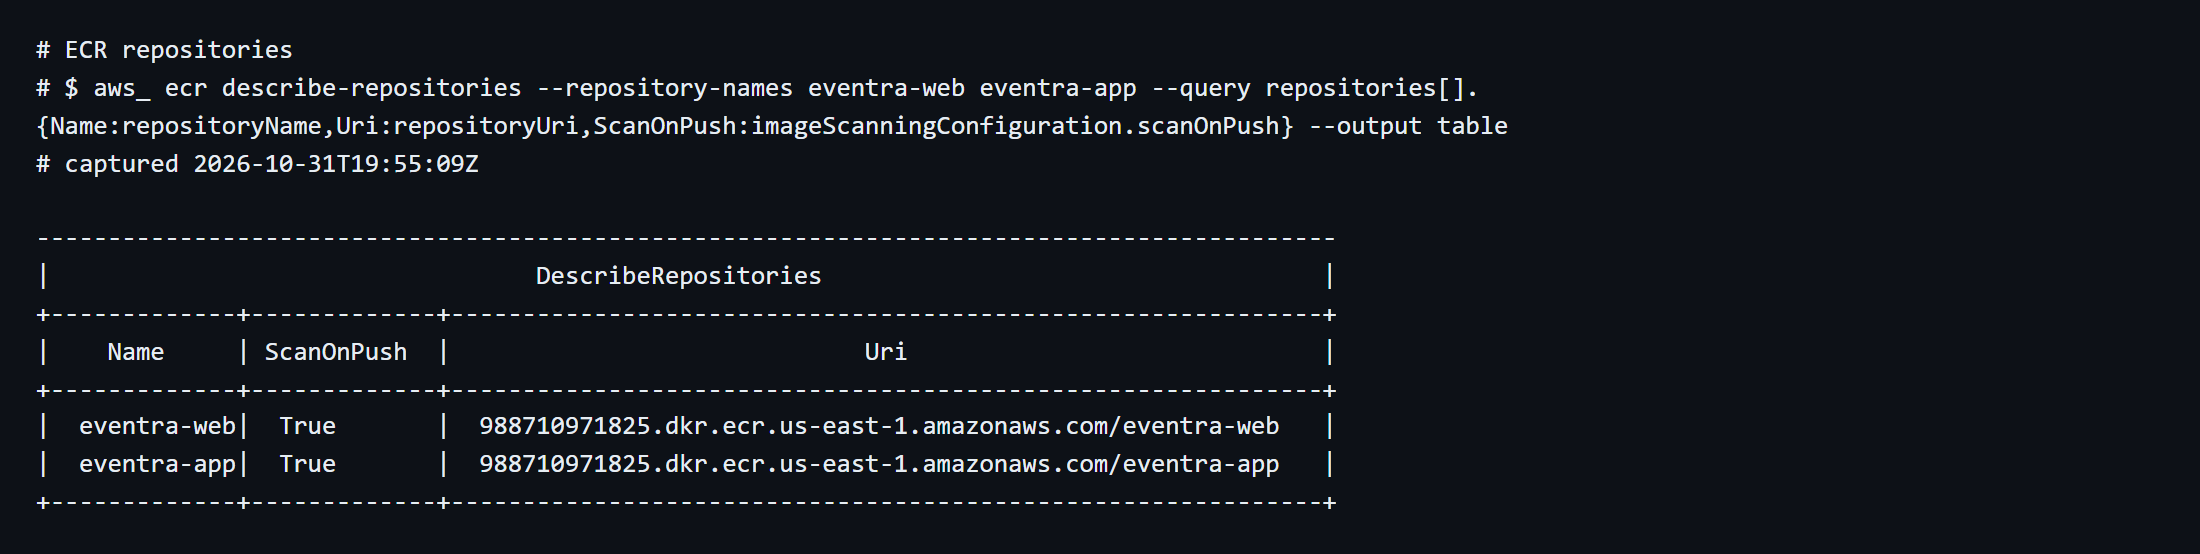 # ECR repositories
# $ aws_ ecr describe-repositories --repository-names eventra-web eventra-app --query repositories[].
{Name:repositoryName,Uri:repositoryUri,ScanOnPush:imageScanningConfiguration.scanOnPush} --output table
# captured 2026-10-31T19:55:09Z

-------------------------------------------------------------------------------------------
|                                  DescribeRepositories                                   |
+-------------+-------------+-------------------------------------------------------------+
|    Name     | ScanOnPush  |                             Uri                             |
+-------------+-------------+-------------------------------------------------------------+
|  eventra-web|  True       |  988710971825.dkr.ecr.us-east-1.amazonaws.com/eventra-web   |
|  eventra-app|  True       |  988710971825.dkr.ecr.us-east-1.amazonaws.com/eventra-app   |
+-------------+-------------+-------------------------------------------------------------+